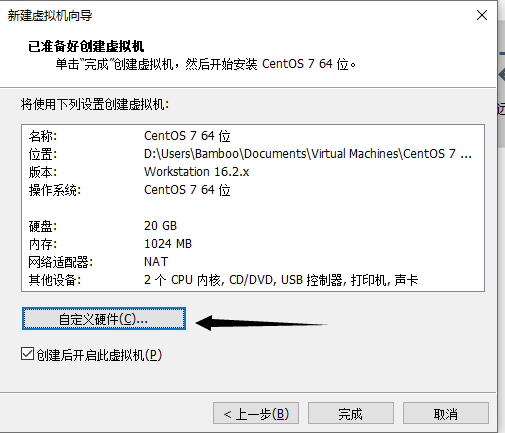 新建虚拟机向导
已准备好创建虚拟机
单击“完成”创建虚拟机，然后开始安装 CentOS 7 64 位。
将使用下列设置创建虚拟机:
名称: CentOS 7 64 位
位置: D:\Users\Bamboo\Documents\Virtual Machines\CentOS 7 ...
版本: Workstation 16.2.x
操作系统: CentOS 7 64 位
硬盘: 20 GB
内存: 1024 MB
网络适配器: NAT
其他设备: 2 个 CPU 内核, CD/DVD, USB 控制器, 打印机, 声卡
自定义硬件(C)...
创建后开启此虚拟机(P)
< 上一步(B) 完成 取消